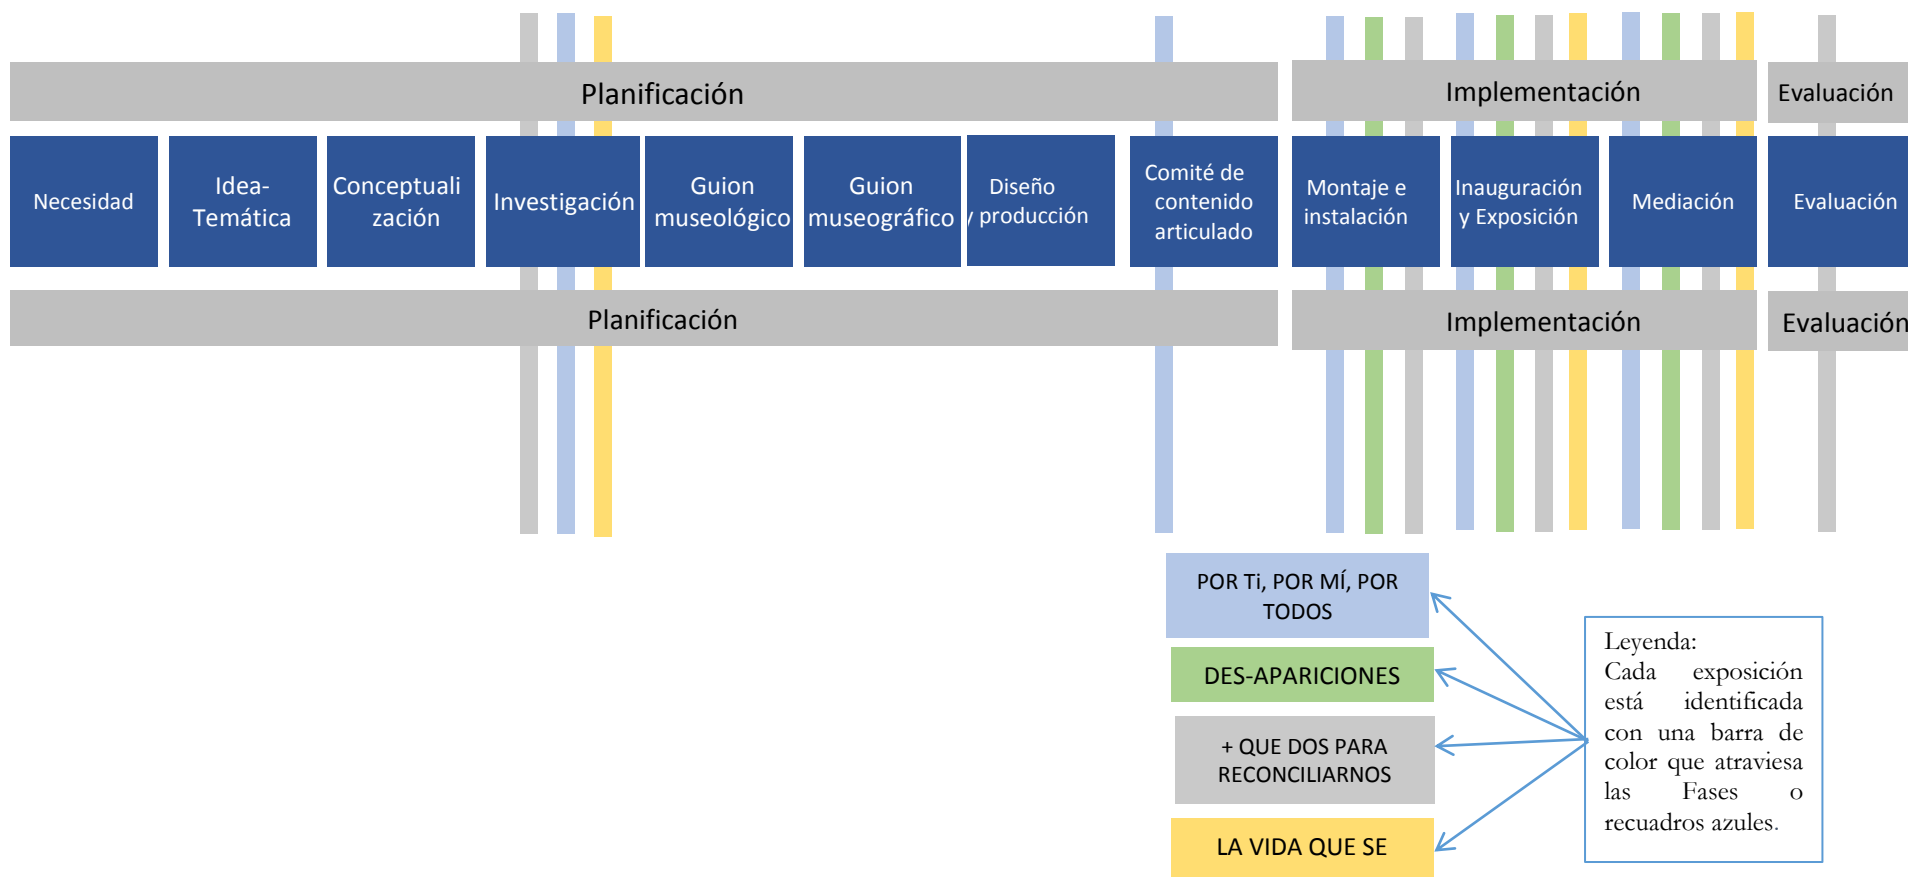 Planificación
Implementación
Evaluación
Necesidad
Idea-
Temática
Conceptuali
zación
Investigación
Guion
museológico
Guion
museográfico
Diseño
y producción
Comité de
contenido
articulado
Montaje e
instalación
Inauguración
y Exposición
Mediación
Evaluación
Planificación
Implementación
Evaluación
POR Ti, POR MÍ, POR
TODOS
DES-APARICIONES
+ QUE DOS PARA
RECONCILIARNOS
LA VIDA QUE SE
Leyenda:
Cada exposición
está identificada
con una barra de
color que atraviesa
las Fases o
recuadros azules.